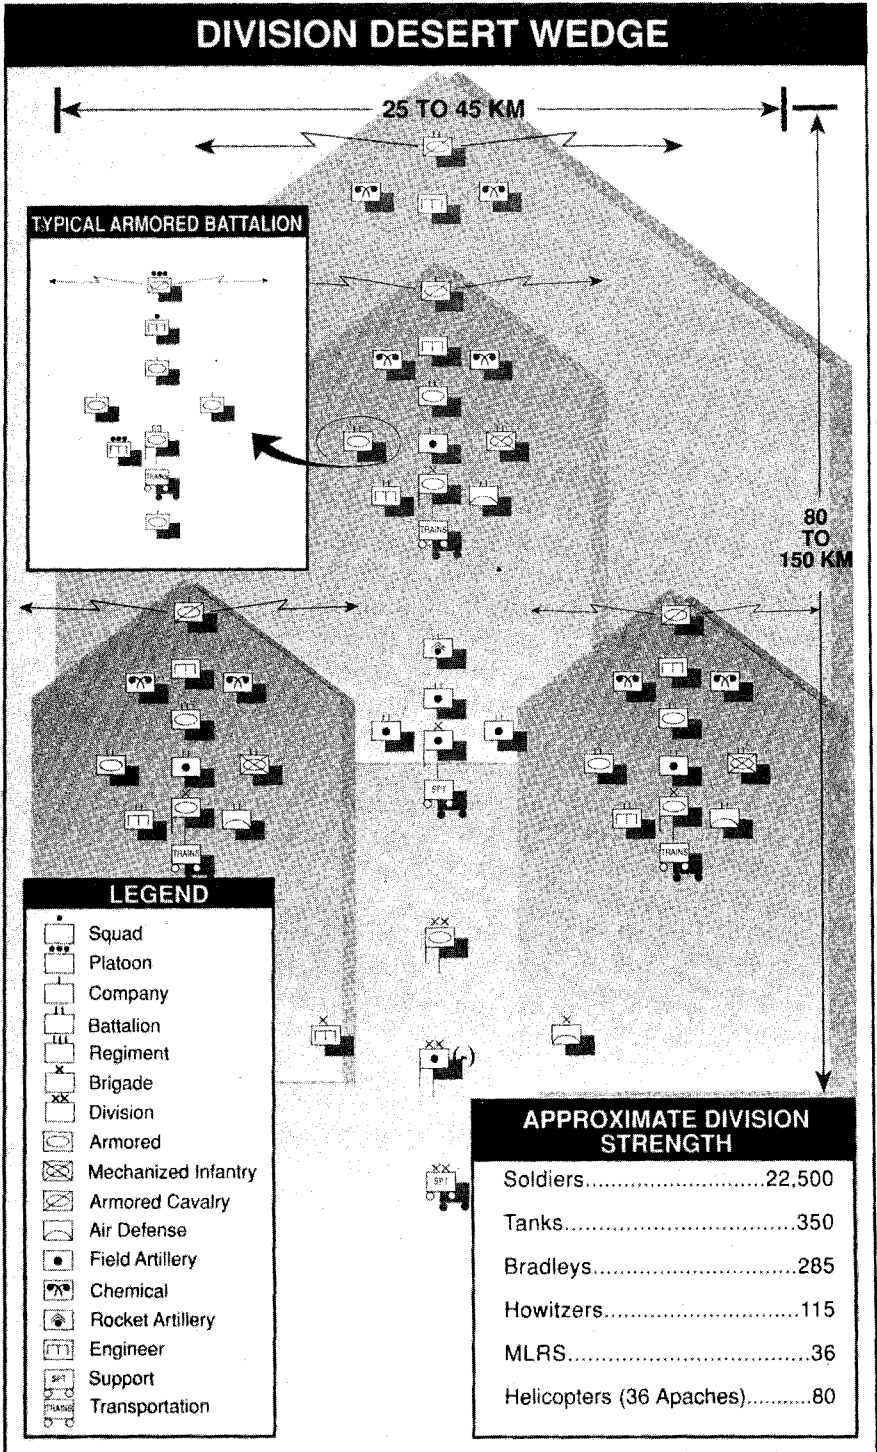 DIVISION DESERT WEDGE
25 TO 45 KM
TYPICAL ARMORED BATTALION
TRAINS
TRAINS
80
TO
150 KM
SPT
TRAINS
TRAINS
LEGEND
Squad
Platoon
Company
Battalion
Regiment
Brigade
Division
Armored
Mechanized Infantry
Armored Cavalry
Air Defense
Field Artillery
Chemical
Rocket Artillery
Engineer
SPT Support
TRAINS Transportation
(-)
SPT
APPROXIMATE DIVISION
STRENGTH
Soldiers............................22,500
Tanks................................350
Bradleys.............................285
Howitzers...........................115
MLRS.................................36
Helicopters (36 Apaches)..........80